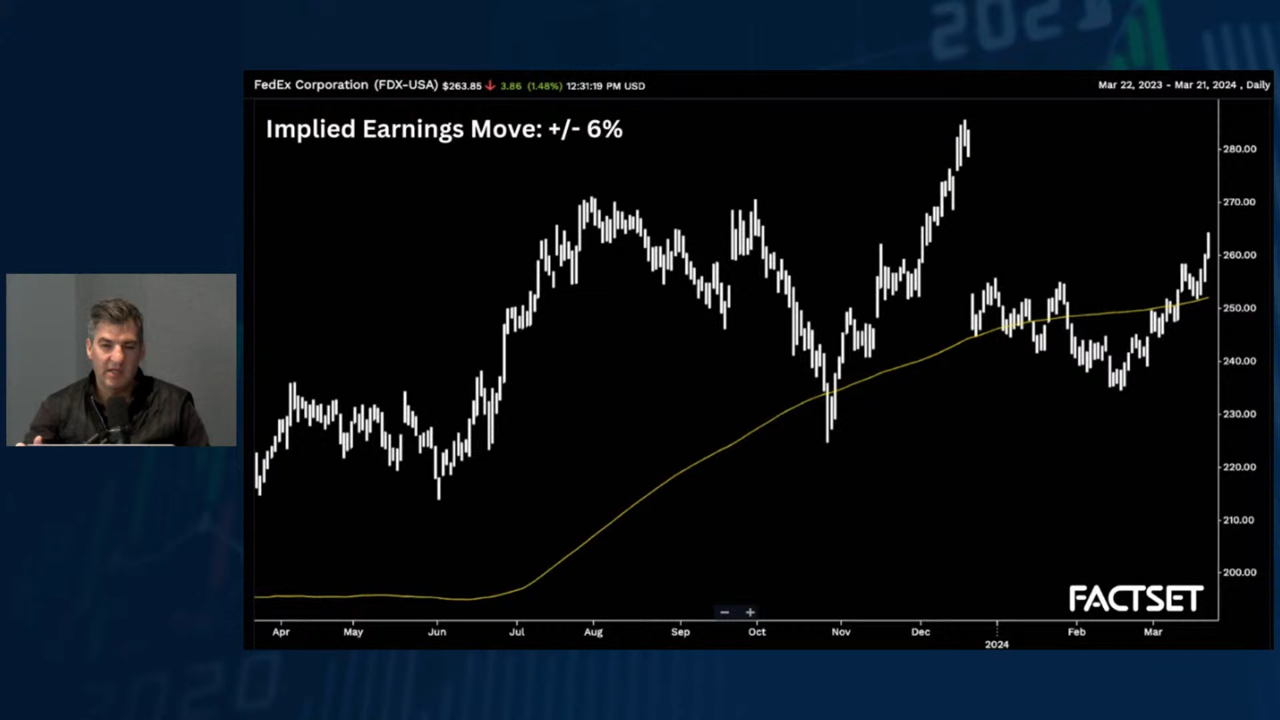 2023
FedEx Corporation (FDX-USA) $263.85 ↓ 3.86 (1.48%) 12:31:19 PM USD
Mar 22, 2023 - Mar 21, 2024 , Daily
Implied Earnings Move: +/- 6%
280.00
270.00
260.00
250.00
240.00
230.00
220.00
210.00
200.00
FACTSET
− +
Apr May Jun Jul Aug Sep Oct Nov Dec Feb Mar
2024
2020